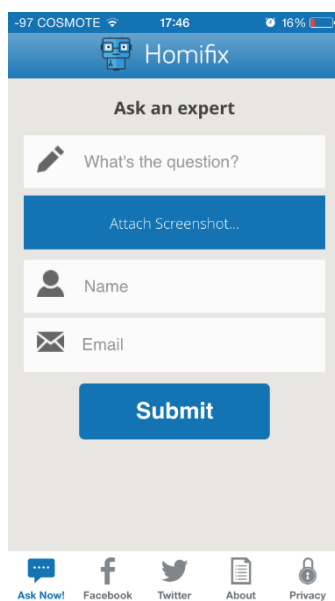 -97 COSMOTE 17:46 16%
Homifix
Ask an expert
What's the question?
Attach Screenshot...
Name
Email
Submit
Ask Now! Facebook Twitter About Privacy